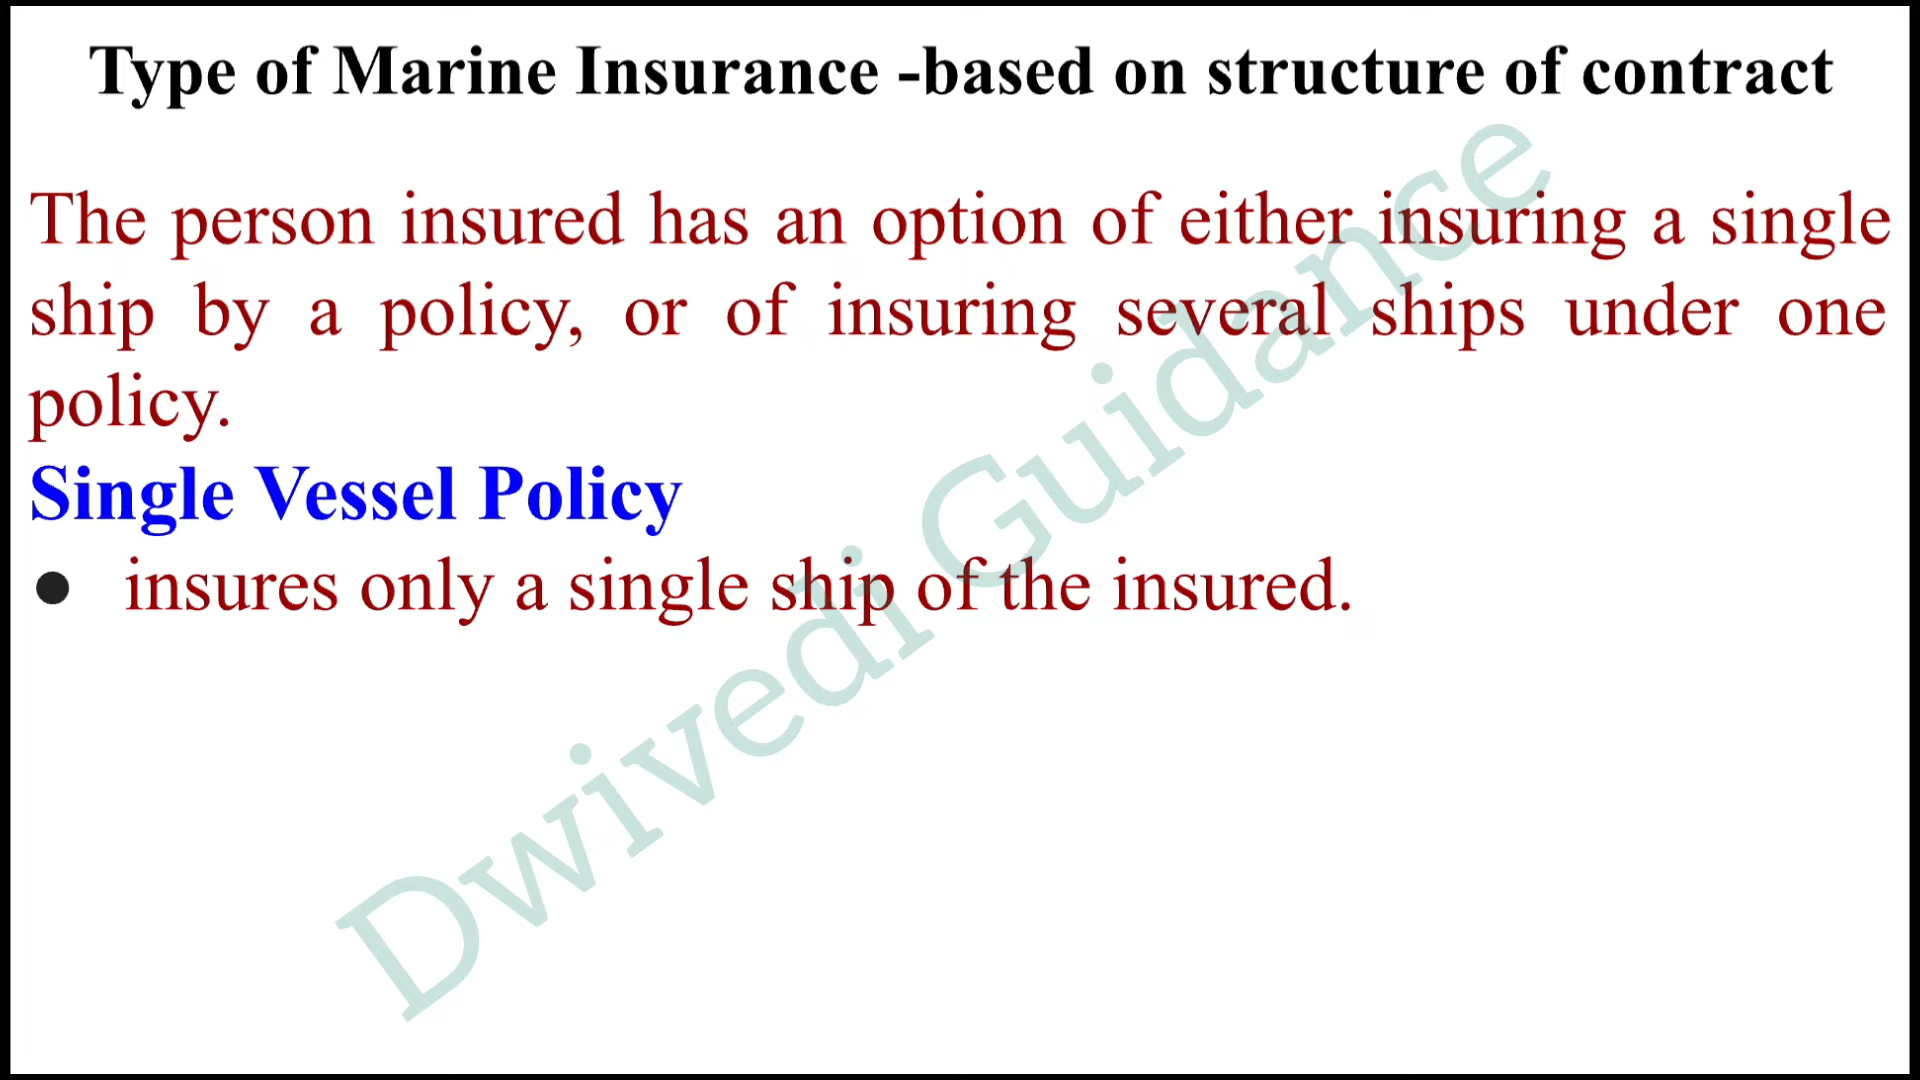 Type of Marine Insurance -based on structure of contract
The person insured has an option of either insuring a single
ship by a policy, or of insuring several ships under one
policy.
Single Vessel Policy
● insures only a single ship of the insured.
Dwivedi Guidance